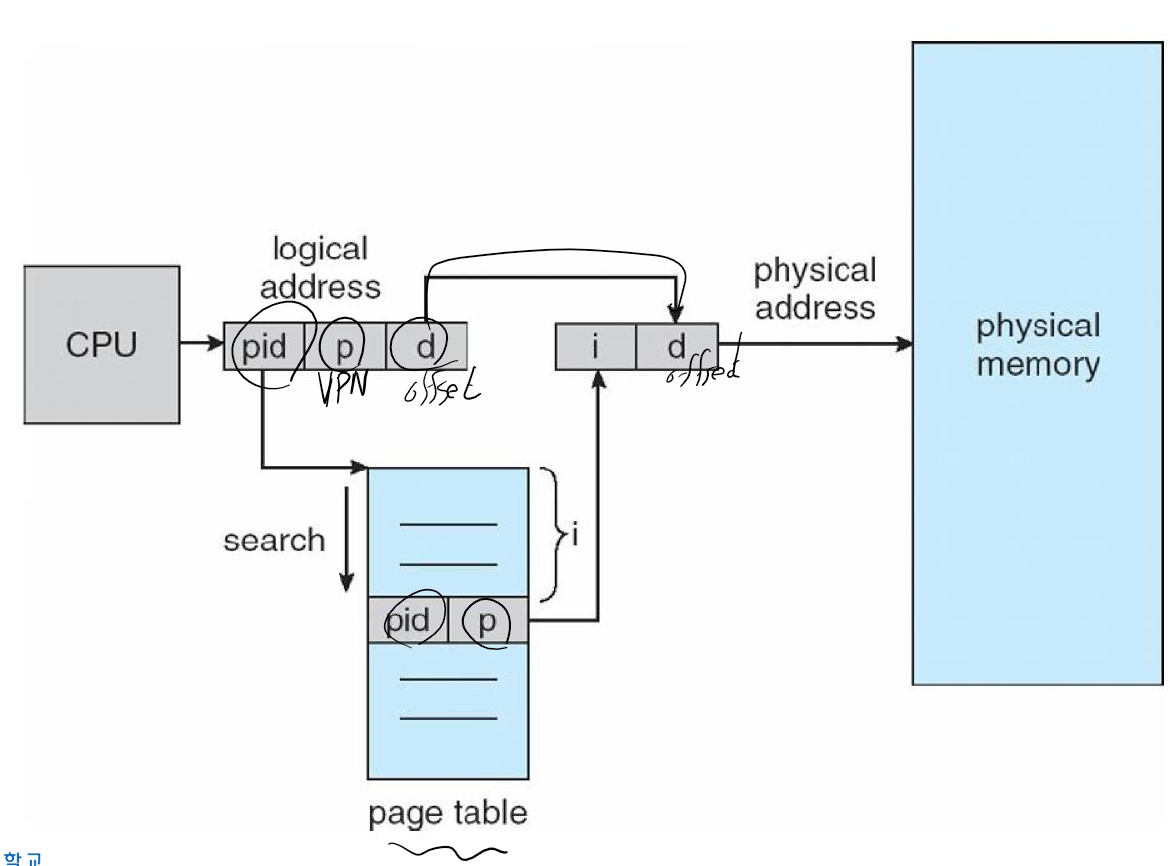 logical
address
physical
address
CPU
pid p d
i d
physical
memory
VPN offset
offset
search
i
pid p
page table
학교